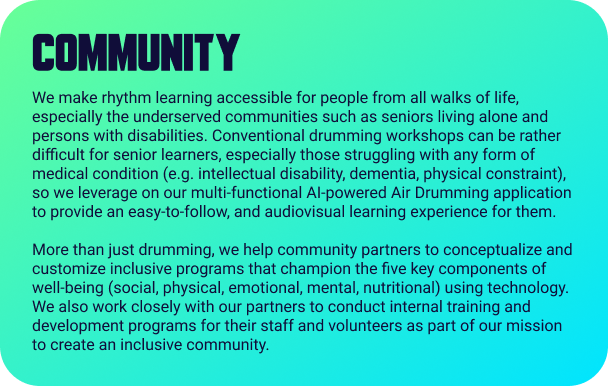 COMMUNITY
We make rhythm learning accessible for people from all walks of life,
especially the underserved communities such as seniors living alone and
persons with disabilities. Conventional drumming workshops can be rather
difficult for senior learners, especially those struggling with any form of
medical condition (e.g. intellectual disability, dementia, physical constraint),
so we leverage on our multi-functional AI-powered Air Drumming application
to provide an easy-to-follow, and audiovisual learning experience for them.
More than just drumming, we help community partners to conceptualize and
customize inclusive programs that champion the five key components of
well-being (social, physical, emotional, mental, nutritional) using technology.
We also work closely with our partners to conduct internal training and
development programs for their staff and volunteers as part of our mission
to create an inclusive community.